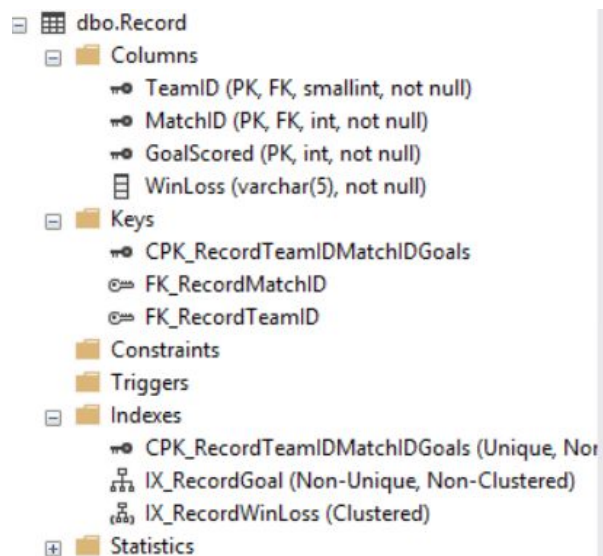 dbo.Record
Columns
TeamID (PK, FK, smallint, not null)
MatchID (PK, FK, int, not null)
GoalScored (PK, int, not null)
WinLoss (varchar(5), not null)
Keys
CPK_RecordTeamIDMatchIDGoals
FK_RecordMatchID
FK_RecordTeamID
Constraints
Triggers
Indexes
CPK_RecordTeamIDMatchIDGoals (Unique, Nor
IX_RecordGoal (Non-Unique, Non-Clustered)
IX_RecordWinLoss (Clustered)
Statistics